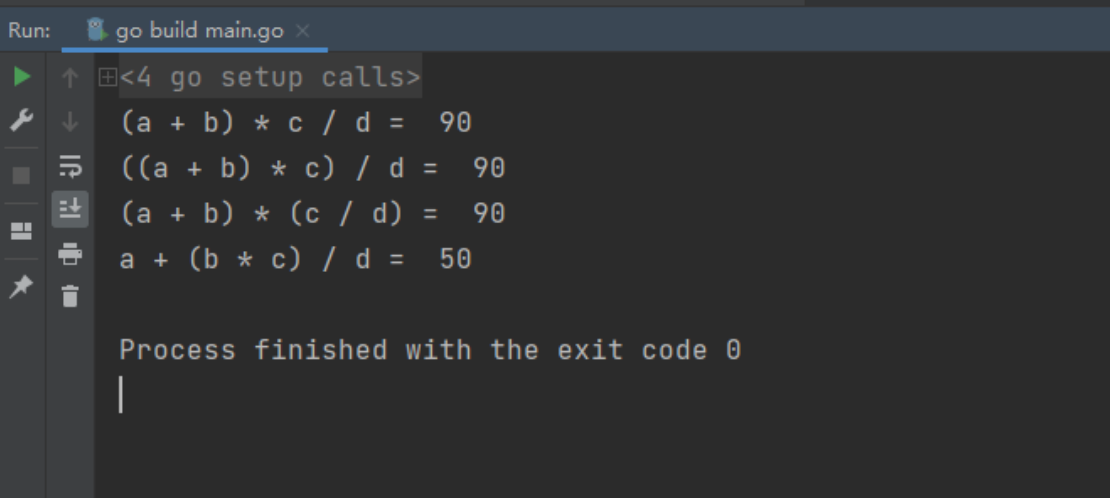 Run: go build main.go
<4 go setup calls>
(a + b) * c / d =  90
((a + b) * c) / d =  90
(a + b) * (c / d) =  90
a + (b * c) / d =  50
Process finished with the exit code 0